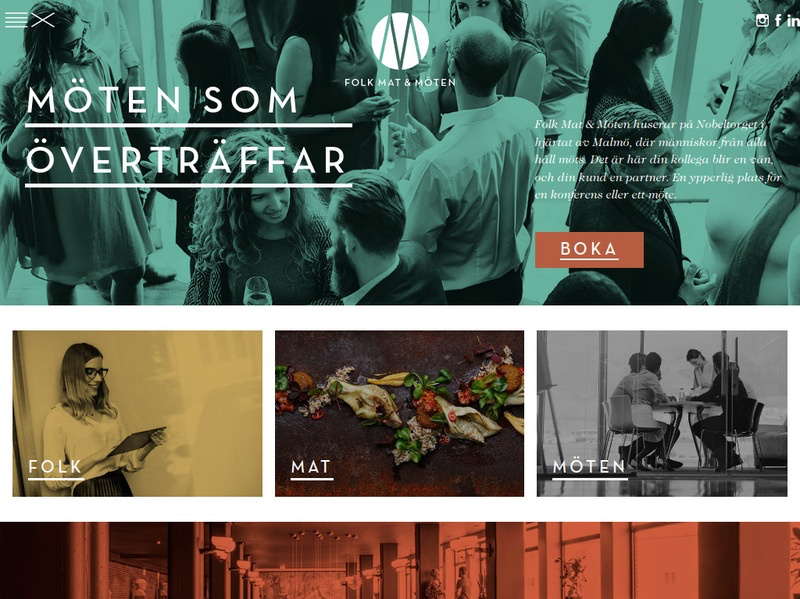 FOLK MAT & MÖTEN
MÖTEN SOM
ÖVERTRÄFFAR
Folk Mat & Möten huserar på Nobeltorget i
hjärtat av Malmö, där människor från alla
håll möts. Det är här din kollega blir en vän,
och din kund en partner. En ypperlig plats för
en konferens eller ett möte.
BOKA
FOLK
MAT
MÖTEN